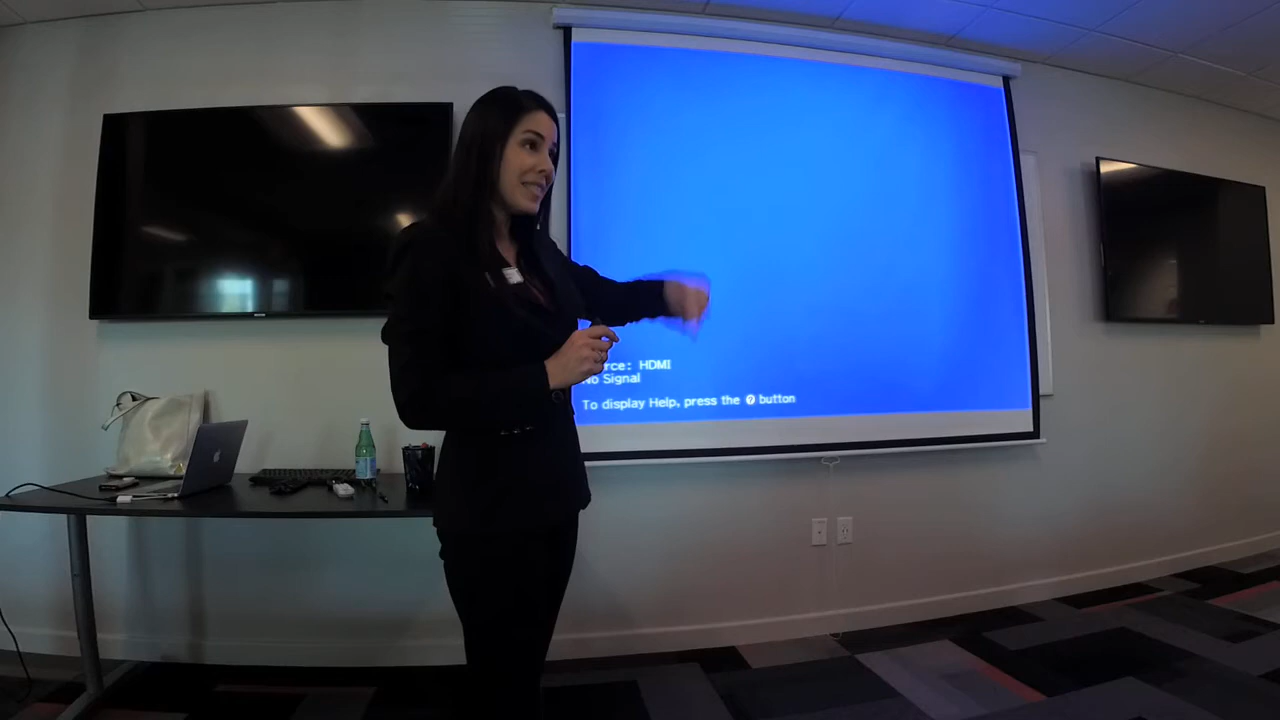 rce: HDMI
No Signal
To display Help, press the ? button